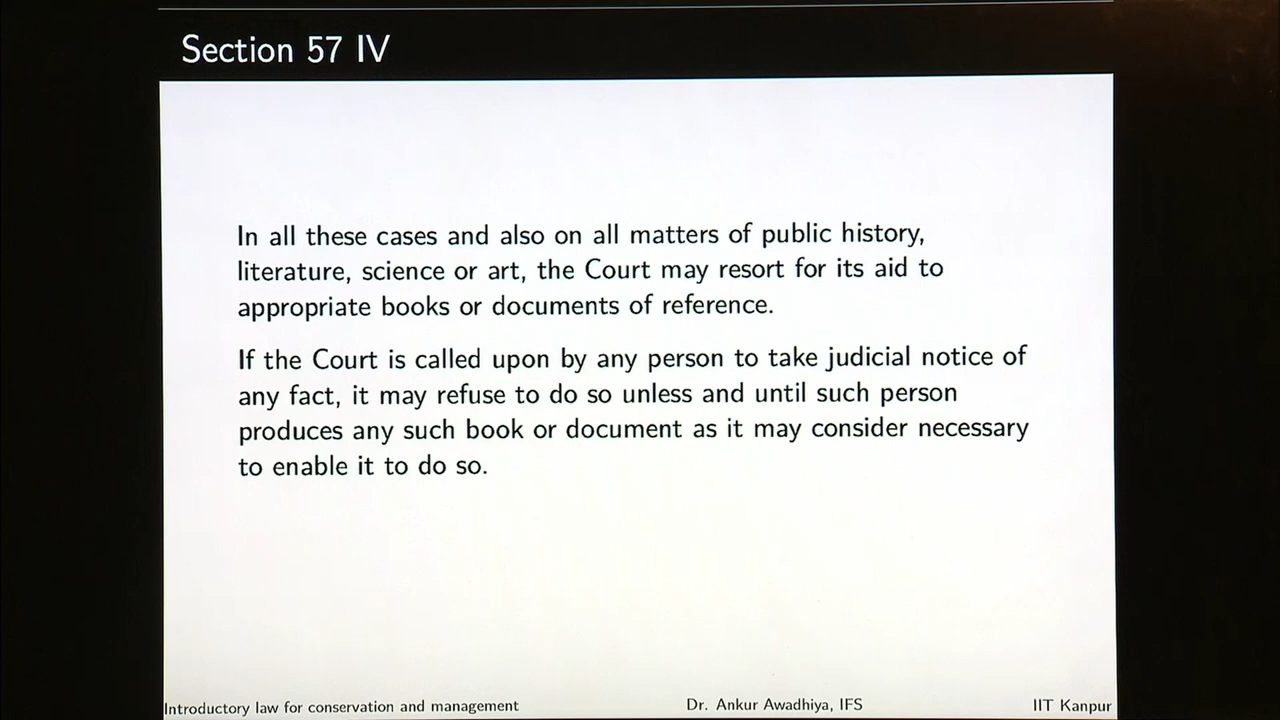 Section 57 IV
In all these cases and also on all matters of public history,
literature, science or art, the Court may resort for its aid to
appropriate books or documents of reference.
If the Court is called upon by any person to take judicial notice of
any fact, it may refuse to do so unless and until such person
produces any such book or document as it may consider necessary
to enable it to do so.
Introductory law for conservation and management Dr. Ankur Awadhiya, IFS IIT Kanpur